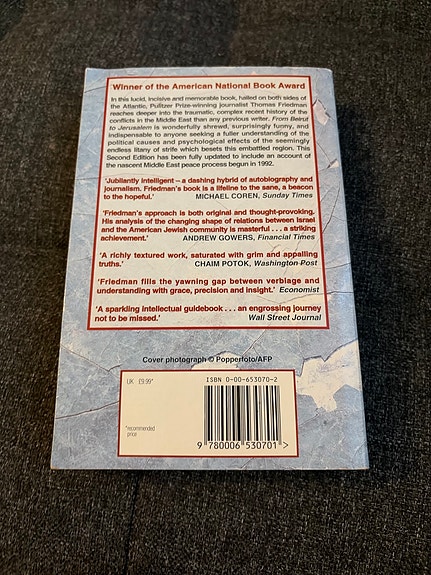 Winner of the American National Book Award
In this lucid, incisive and memorable book, hailed on both sides of
the Atlantic, Pulitzer Prize-winning journalist Thomas Friedman
reaches deeper into the traumatic, complex recent history of the
conflicts in the Middle East than any previous writer. From Beirut
to Jerusalem is wonderfully shrewd, surprisingly funny, and
indispensable to anyone seeking a fuller understanding of the
political causes and psychological effects of the seemingly
endless litany of strife which besets this embattled region. This
Second Edition has been fully updated to include an account of
the nascent Middle East peace process begun in 1992.
'Jubilantly intelligent – a dashing hybrid of autobiography and
journalism. Friedman's book is a lifeline to the sane, a beacon
to the hopeful.' MICHAEL COREN, Sunday Times
'Friedman's approach is both original and thought-provoking.
His analysis of the changing shape of relations between Israel
and the American Jewish community is masterful . . . a striking
achievement.' ANDREW GOWERS, Financial Times
'A richly textured work, saturated with grim and appalling
truths.' CHAIM POTOK, Washington Post
'Friedman fills the yawning gap between verbiage and
understanding with grace, precision and insight.' Economist
'A sparkling intellectual guidebook . . . an engrossing journey
not to be missed.' Wall Street Journal
Cover photograph © Popperfoto/AFP
UK £9.99*
ISBN 0-00-653070-2
*recommended
price
9 780006 530701 >